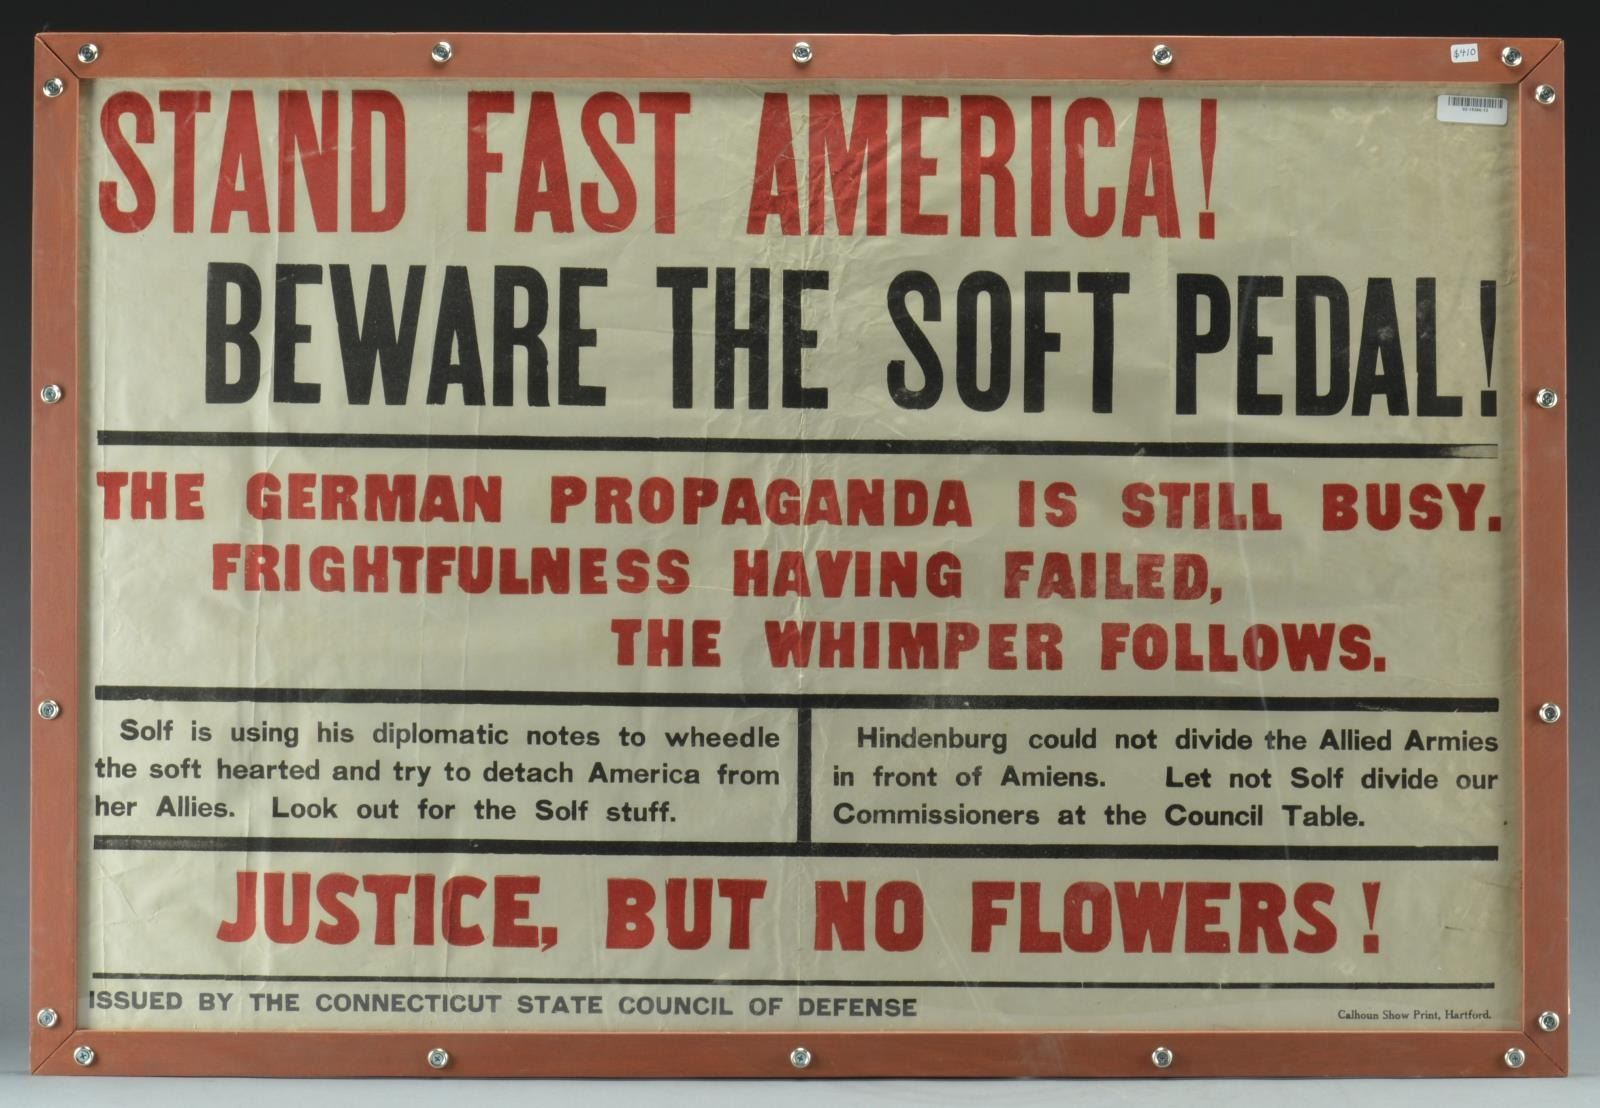 $410
STAND FAST AMERICA!
BEWARE THE SOFT PEDAL!
THE GERMAN PROPAGANDA IS STILL BUSY.
FRIGHTFULNESS HAVING FAILED,
THE WHIMPER FOLLOWS.
Solf is using his diplomatic notes to wheedle
the soft hearted and try to detach America from
her Allies. Look out for the Solf stuff.
Hindenburg could not divide the Allied Armies
in front of Amiens. Let not Solf divide our
Commissioners at the Council Table.
JUSTICE, BUT NO FLOWERS!
ISSUED BY THE CONNECTICUT STATE COUNCIL OF DEFENSE
Calhoun Show Print, Hartford.